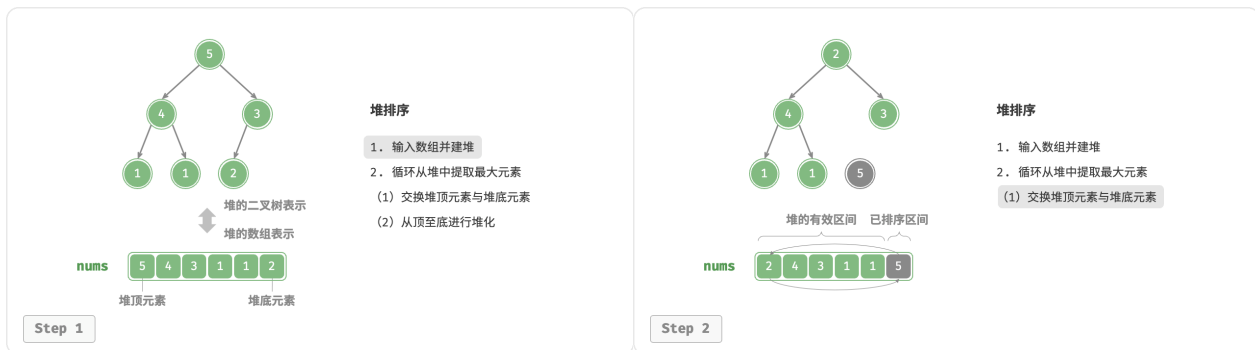 5
4
3
1
1
2
堆的二叉树表示
堆的数组表示
nums
5 4 3 1 1 2
堆顶元素
堆底元素
堆排序
1. 输入数组并建堆
2. 循环从堆中提取最大元素
（1）交换堆顶元素与堆底元素
（2）从顶至底进行堆化
Step 1
2
4
3
1
1
5
堆的有效区间
已排序区间
nums
2 4 3 1 1 5
堆排序
1. 输入数组并建堆
2. 循环从堆中提取最大元素
（1）交换堆顶元素与堆底元素
Step 2